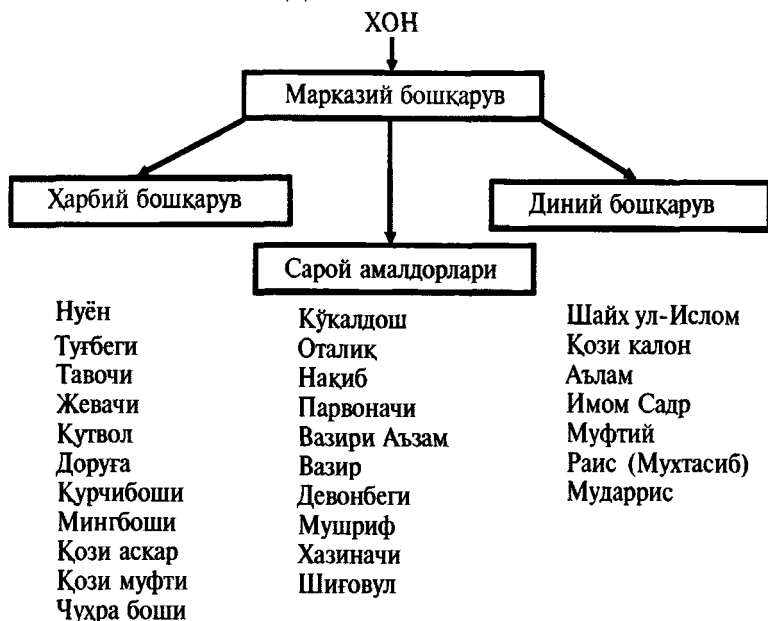 ХОН
Марказий бошқарув
Ҳарбий бошқарув
Диний бошқарув
Сарой амалдорлари
Нуён
Туғбеги
Тавочи
Жевачи
Қутвол
Доруға
Қурчибоши
Мингбоши
Қози аскар
Қози муфти
Чуҳра боши
Кўкалдош
Оталиқ
Нақиб
Парвоначи
Вазири Аъзам
Вазир
Девонбеги
Мушриф
Хазиначи
Шиғовул
Шайх ул-Ислом
Қози калон
Аълам
Имом Садр
Муфтий
Раис (Мухтасиб)
Мударрис